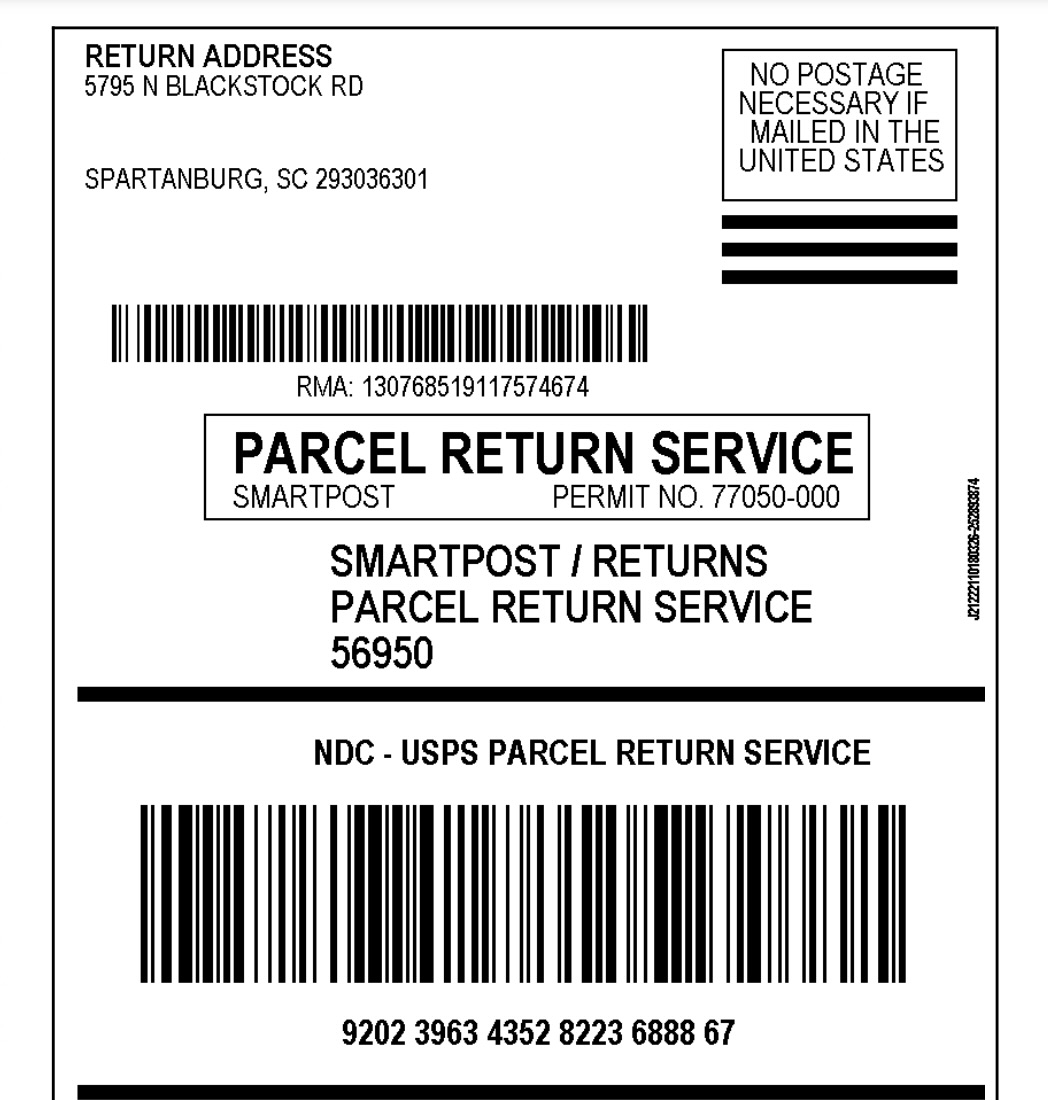 RETURN ADDRESS
5795 N BLACKSTOCK RD
SPARTANBURG, SC 293036301
NO POSTAGE
NECESSARY IF
MAILED IN THE
UNITED STATES
RMA: 130768519117574674
PARCEL RETURN SERVICE
SMARTPOST PERMIT NO. 77050-000
SMARTPOST / RETURNS
PARCEL RETURN SERVICE
56950
NDC - USPS PARCEL RETURN SERVICE
9202 3963 4352 8223 6888 67